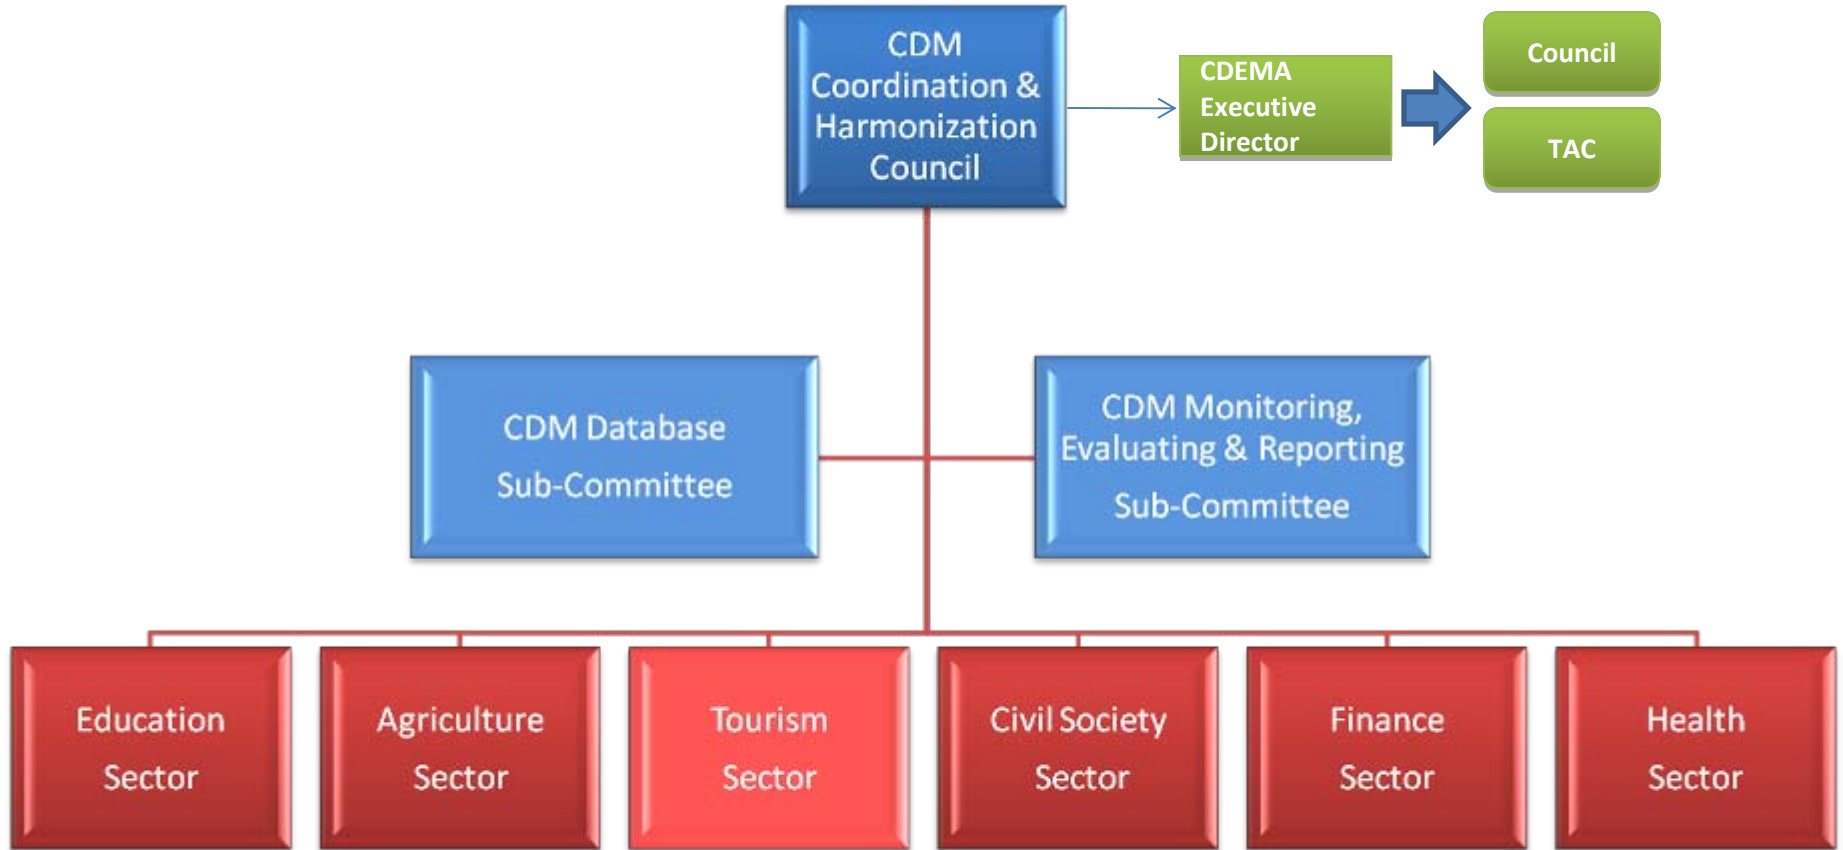 CDM
Coordination &
Harmonization
Council
CDEMA
Executive
Director
Council
TAC
CDM Database
Sub-Committee
CDM Monitoring,
Evaluating & Reporting
Sub-Committee
Education
Sector
Agriculture
Sector
Tourism
Sector
Civil Society
Sector
Finance
Sector
Health
Sector